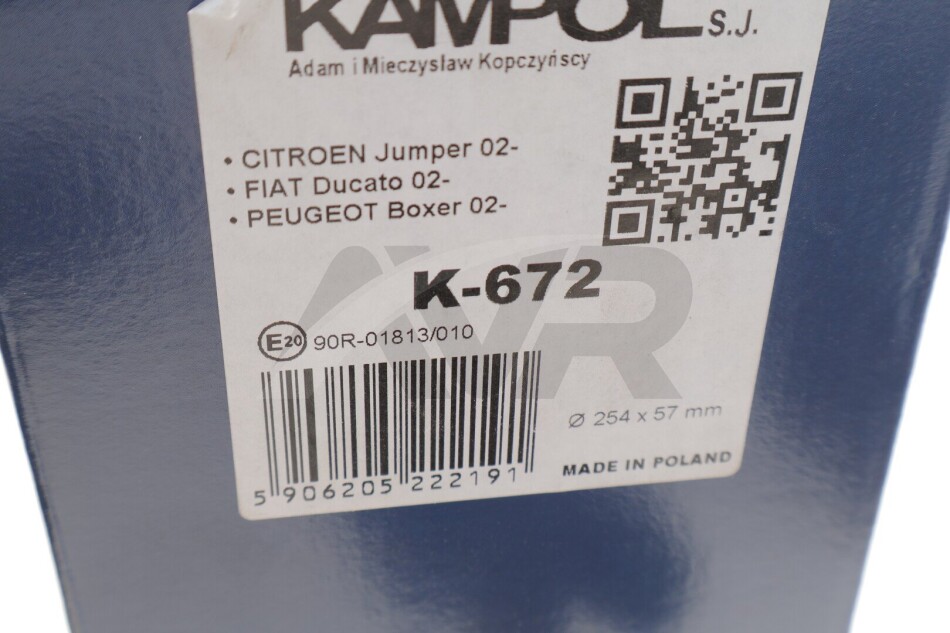 KAMPOL S.J.
Adam i Mieczysław Kopczyńscy
• CITROEN Jumper 02-
• FIAT Ducato 02-
• PEUGEOT Boxer 02-
K-672
E20 90R-01813/010
Ø 254 x 57 mm
MADE IN POLAND
5 906205 222191